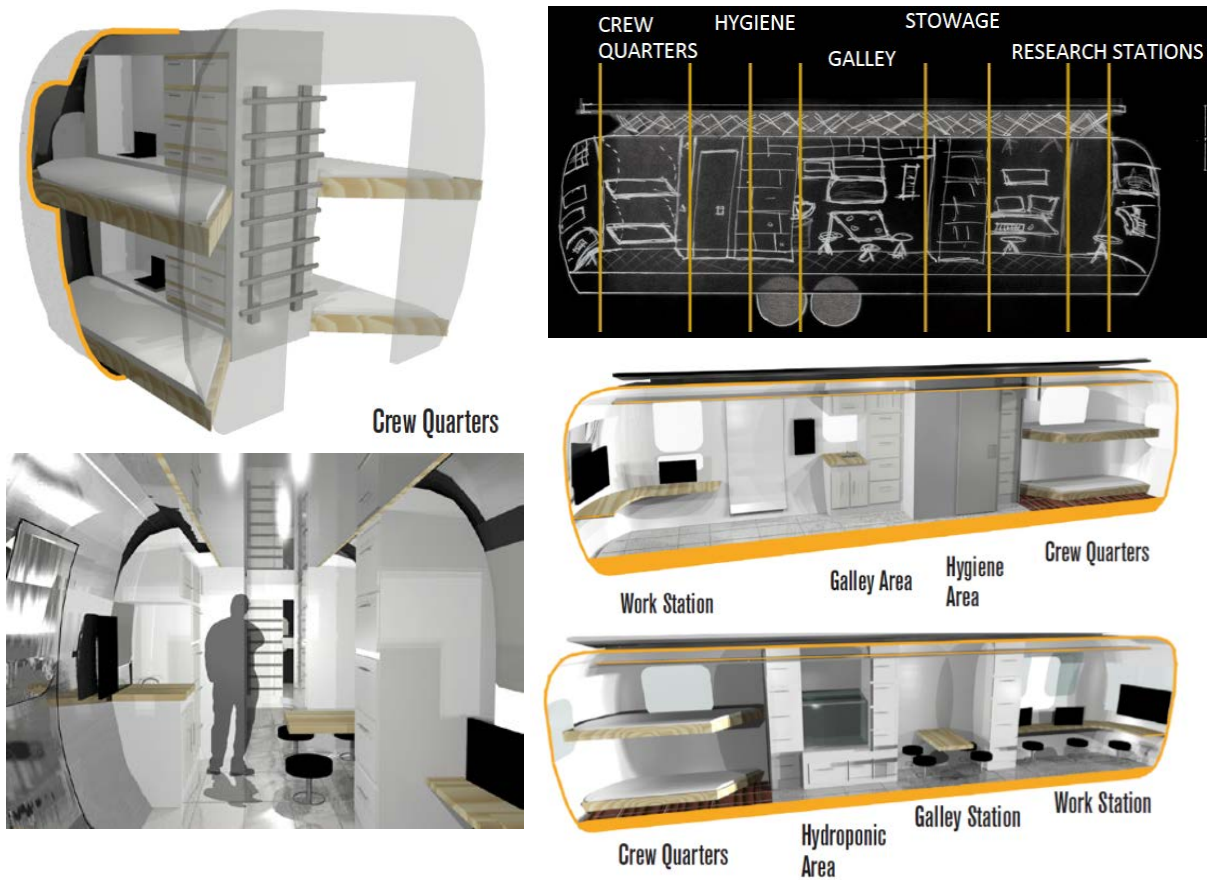 CREW
QUARTERS
HYGIENE
GALLEY
STOWAGE
RESEARCH STATIONS
Crew Quarters
Work Station
Galley Area
Hygiene
Area
Crew Quarters
Crew Quarters
Hydroponic
Area
Galley Station
Work Station